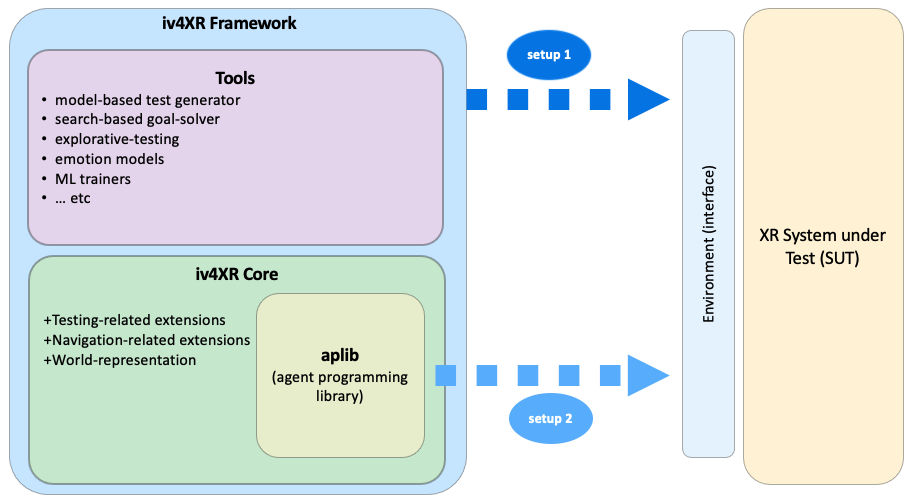 iv4XR Framework
Tools
• model-based test generator
• search-based goal-solver
• explorative-testing
• emotion models
• ML trainers
• … etc
iv4XR Core
+Testing-related extensions
+Navigation-related extensions
+World-representation
aplib
(agent programming
library)
setup 1
setup 2
Environment (interface)
XR System under
Test (SUT)